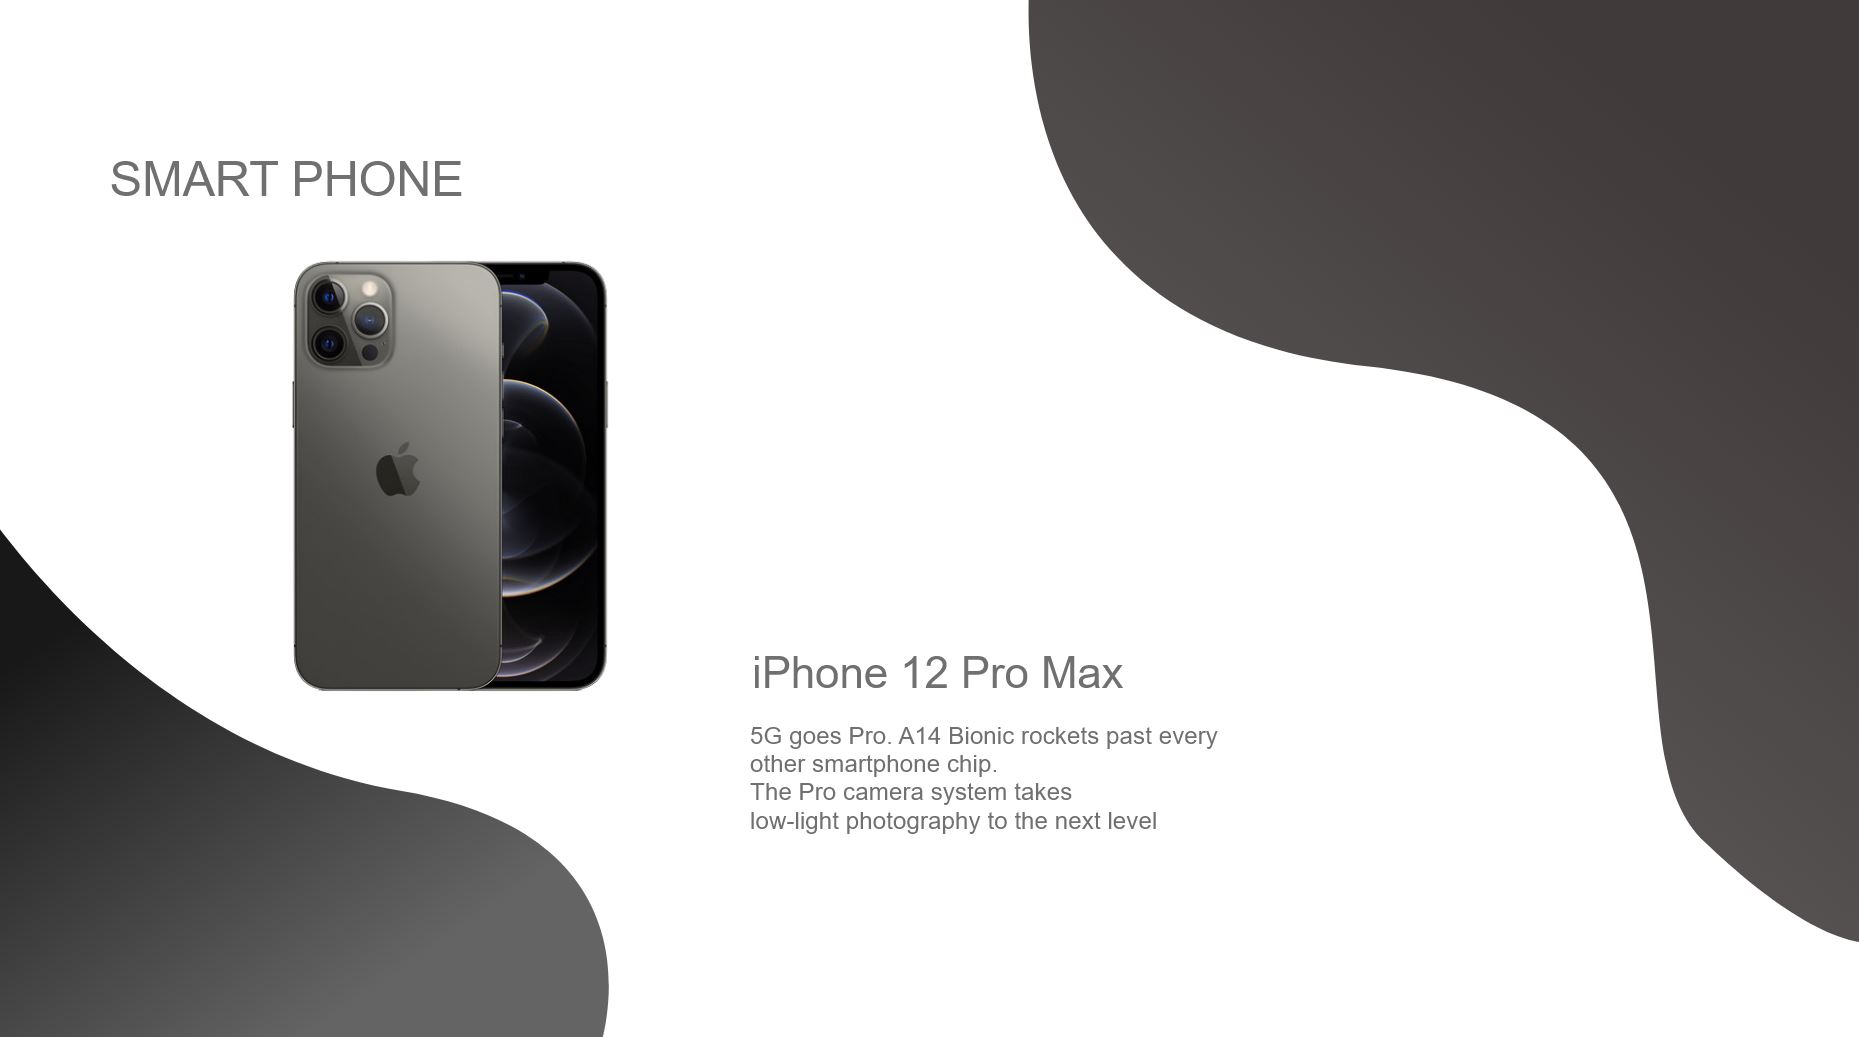 SMART PHONE
iPhone 12 Pro Max
5G goes Pro. A14 Bionic rockets past every
other smartphone chip.
The Pro camera system takes
low-light photography to the next level